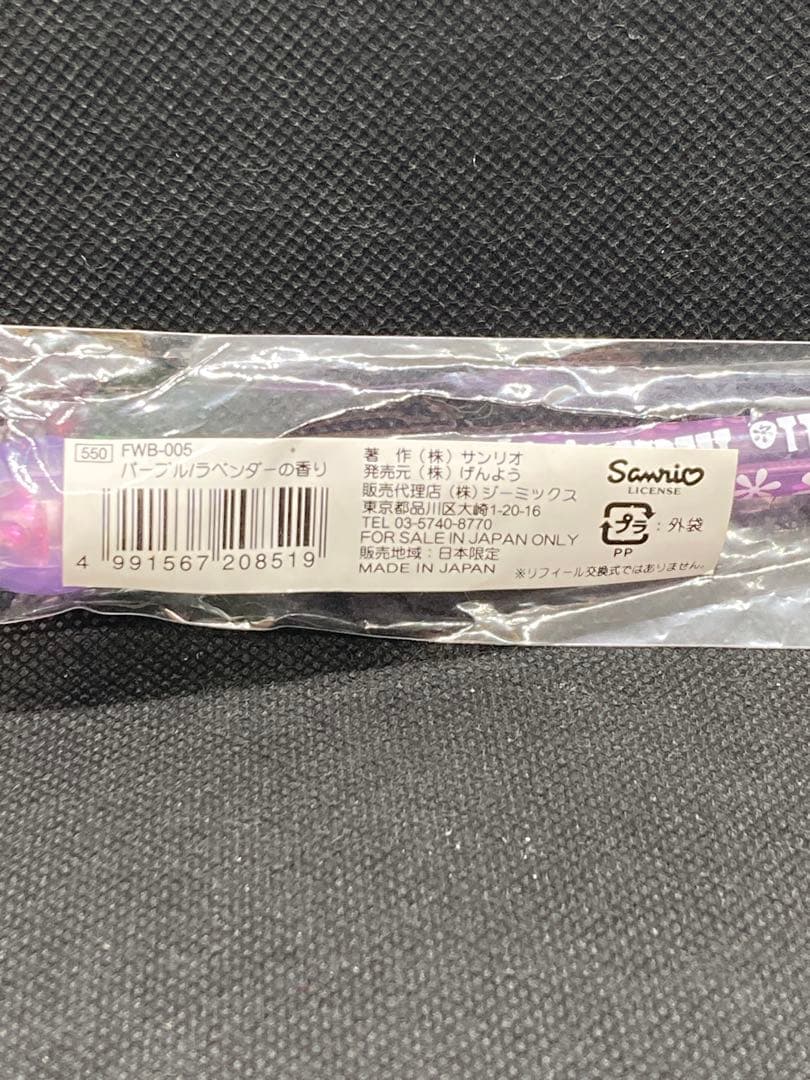 550 FWB-005
パープル/ラベンダーの香り
4 991567 208519
著 作 (株) サンリオ
発売元 (株) げんよう
販売代理店 (株) ジーミックス
東京都品川区大崎1-20-16
TEL 03-5740-8770
FOR SALE IN JAPAN ONLY
販売地域：日本限定
MADE IN JAPAN
Sanrio
LICENSE
プラ：外袋
PP
※リフィール交換式ではありません。